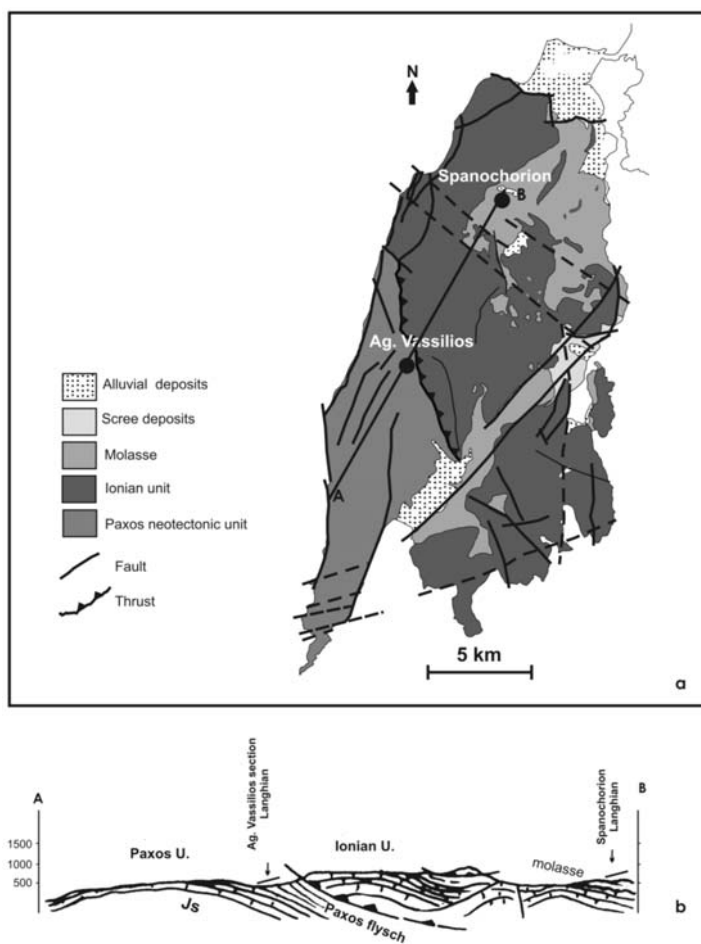 N
Spanochorion
B
Ag. Vassilios
A
Alluvial deposits
Scree deposits
Molasse
Ionian unit
Paxos neotectonic unit
Fault
Thrust
5 km
a
A
B
Ag. Vassilios section
Langhian
Spanochorion
Langhian
1500
1000
500
Paxos U.
Ionian U.
molasse
Js
Paxos flysch
b